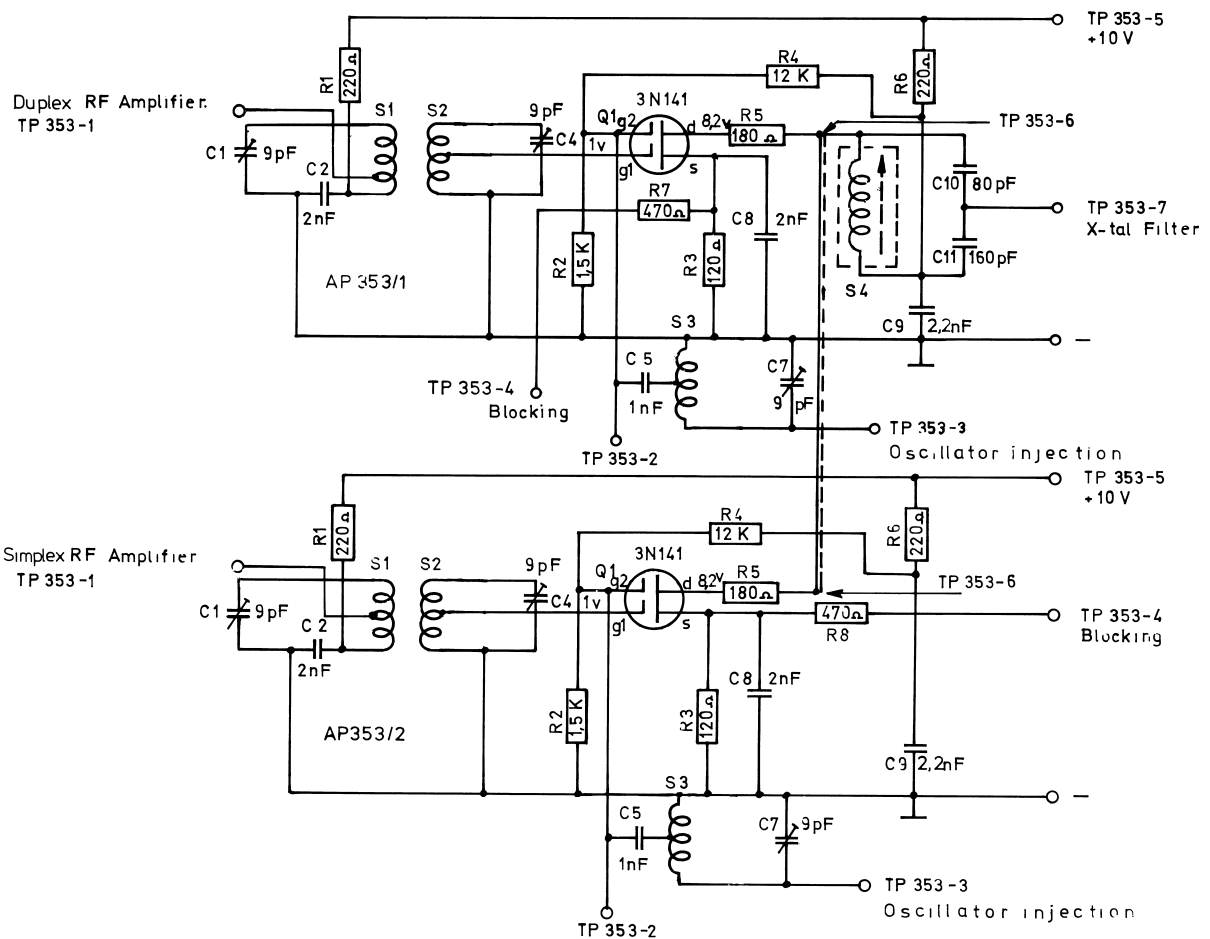 TP 353-5
+10 V
R1
220Ω
R4
12 K
R6
220Ω
Duplex RF Amplifier.
TP 353-1
S1
S2
9pF
C4
3N141
Q1
g2
1v
g1
d 8,2v
s
R5
180 Ω
TP 353-6
C1
9pF
C2
2nF
R7
470Ω
C8
2nF
C10
80pF
TP 353-7
X-tal Filter
C11
160pF
S4
R2
1,5 K
R3
120Ω
AP 353/1
C9
2,2nF
–
S3
C5
1nF
C7
9 pF
TP 353-4
Blocking
TP 353-2
TP 353-3
Oscillator injection
TP 353-5
+10 V
R1
220Ω
R4
12 K
R6
220Ω
Simplex RF Amplifier
TP 353-1
S1
S2
9pF
C4
3N141
Q1
g2
1v
g1
d 8,2v
s
R5
180Ω
TP 353-6
C1
9pF
C2
2nF
470Ω
R8
TP 353-4
Blocking
R2
1,5 K
R3
120Ω
C8
2nF
AP353/2
C9
2,2nF
–
S3
C5
1nF
C7
9pF
TP 353-3
Oscillator injection
TP 353-2